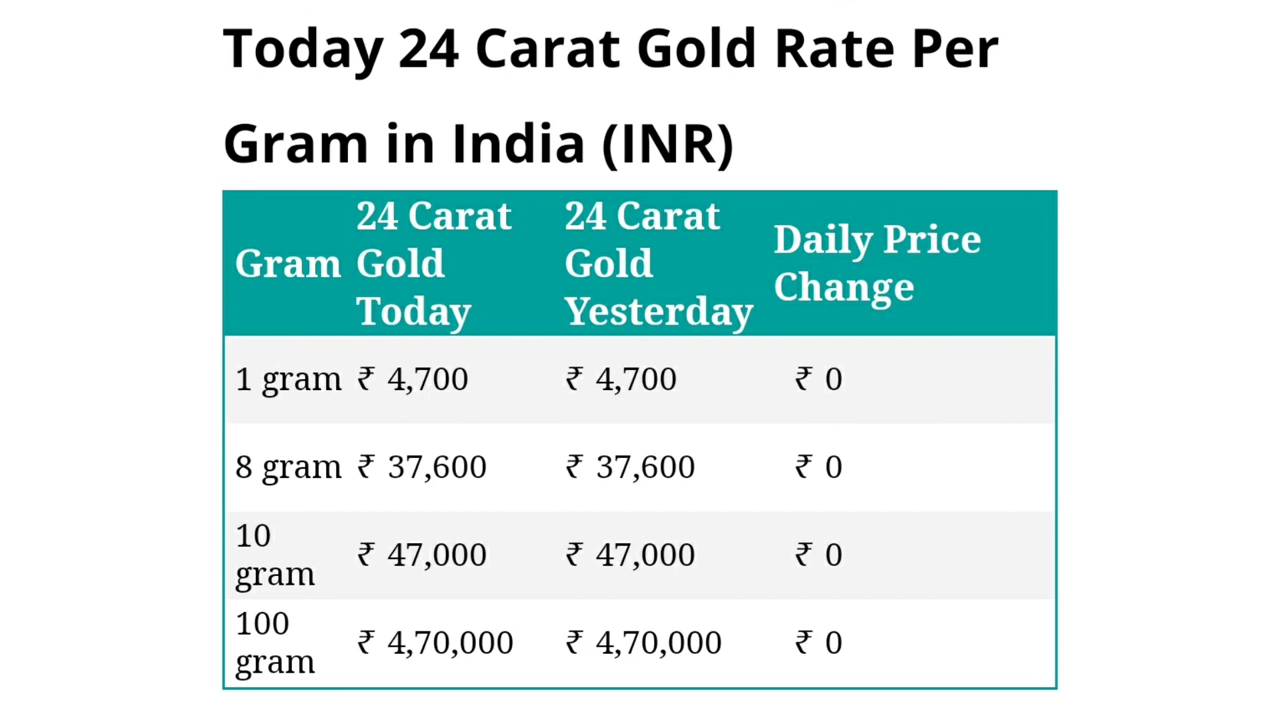 Today 24 Carat Gold Rate Per
Gram in India (INR)
Gram
24 Carat
Gold
Today
24 Carat
Gold
Yesterday
Daily Price
Change
1 gram ₹ 4,700 ₹ 4,700 ₹ 0
8 gram ₹ 37,600 ₹ 37,600 ₹ 0
10
gram
₹ 47,000 ₹ 47,000 ₹ 0
100
gram
₹ 4,70,000 ₹ 4,70,000 ₹ 0